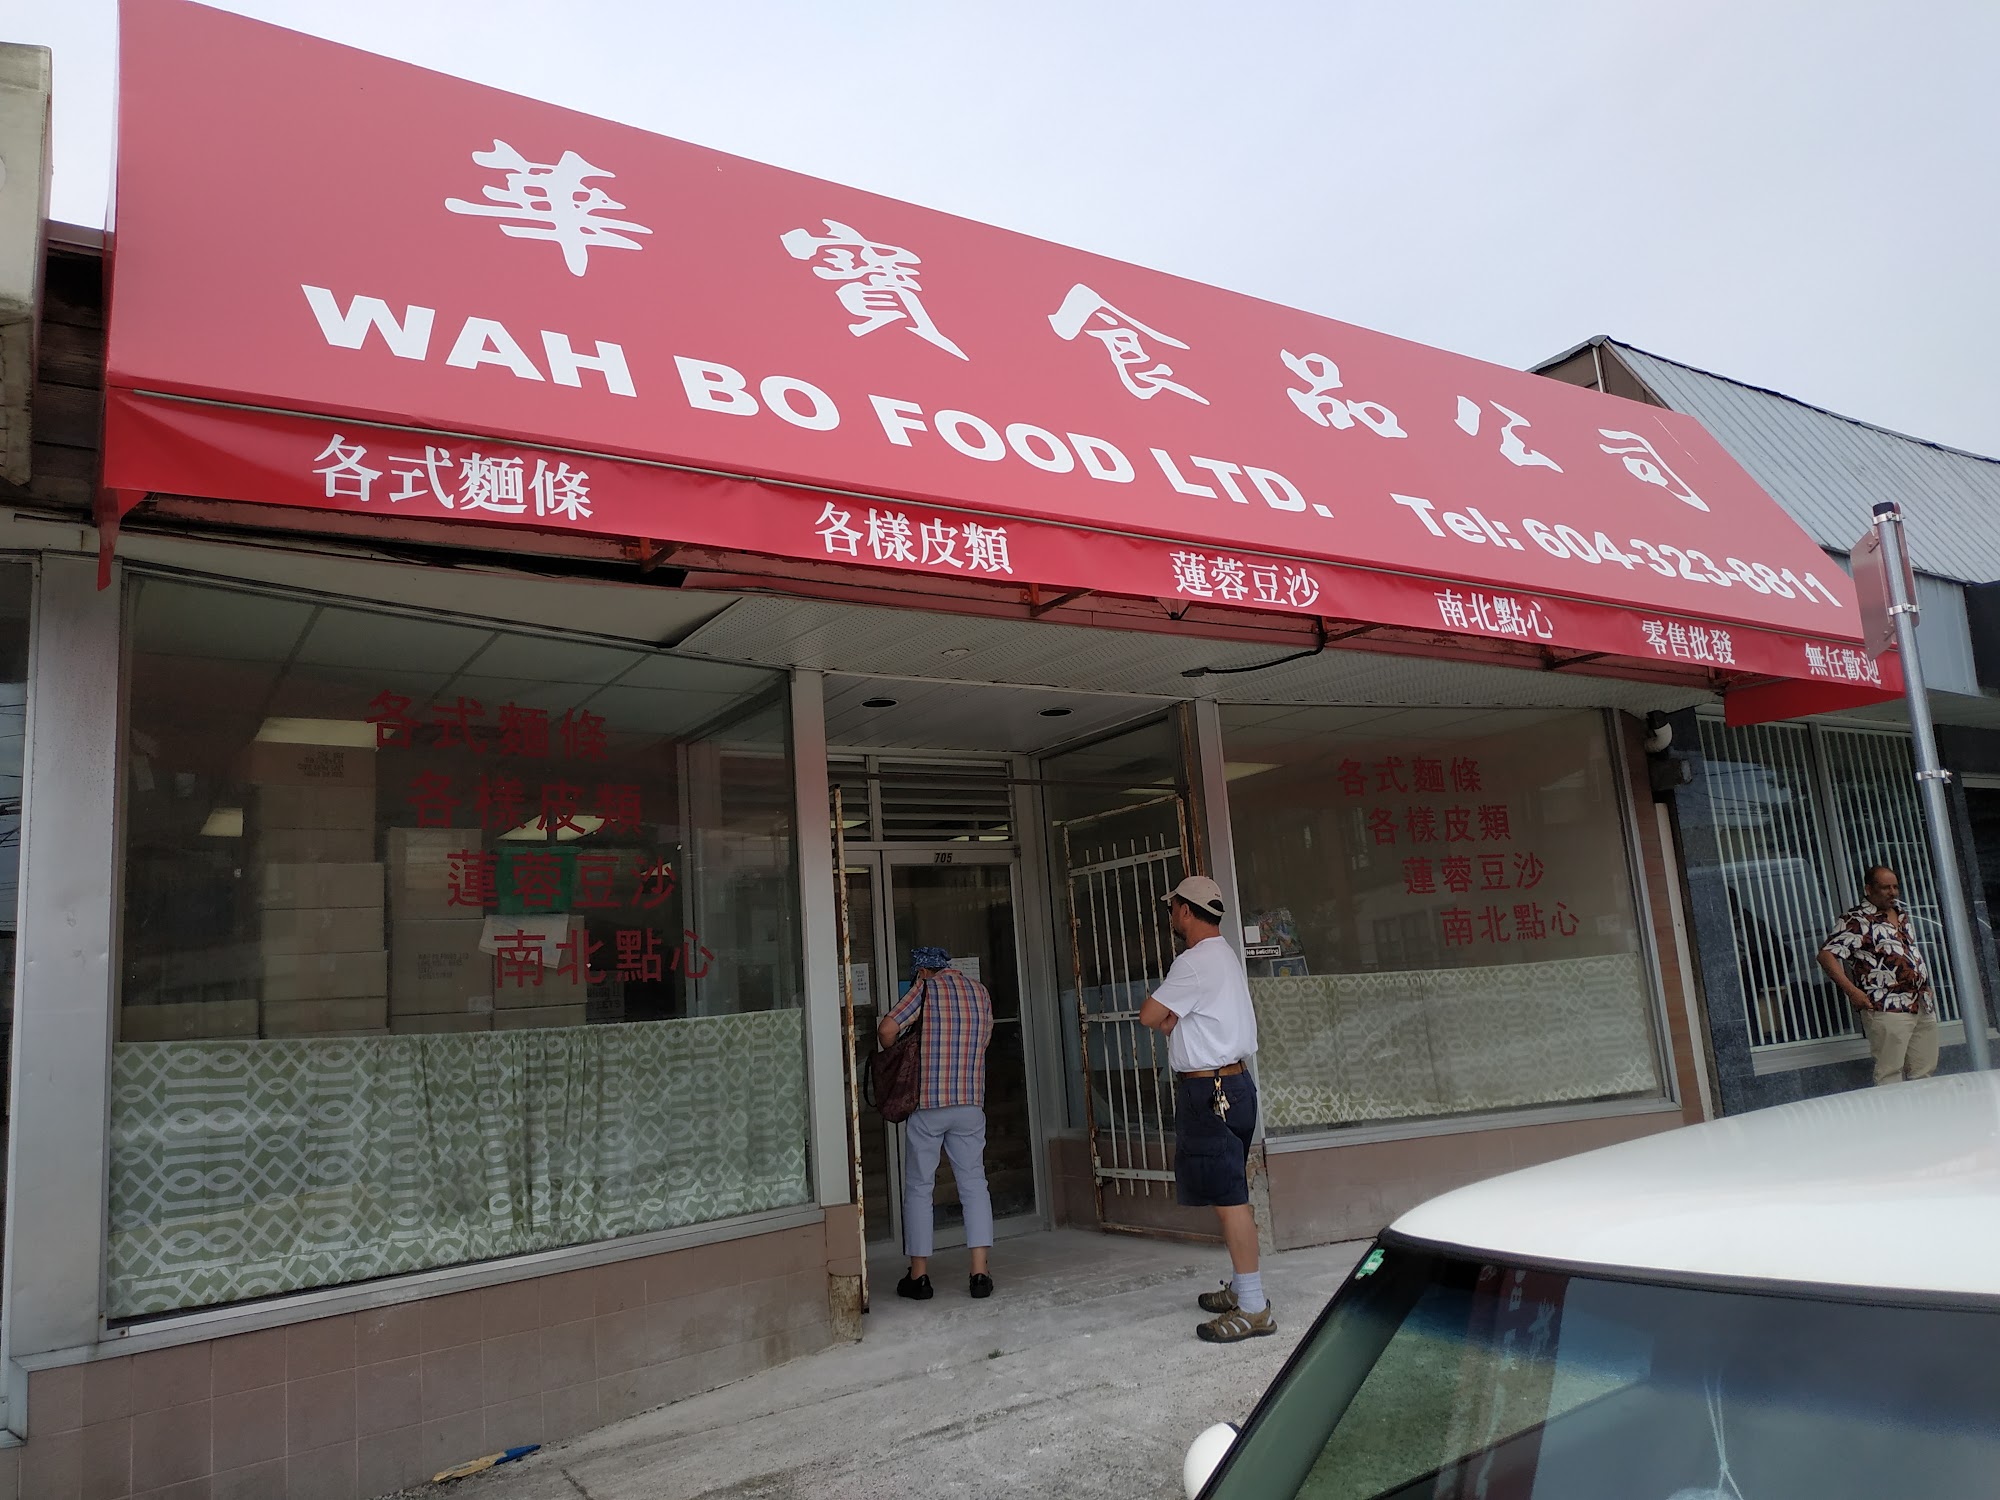 華寶食品公司
WAH BO FOOD LTD. Tel: 604-323-8811
各式麵條 各樣皮類 蓮蓉豆沙 南北點心 零售批發 無任歡迎
各式麵條
各樣皮類
蓮蓉豆沙
南北點心
705
各式麵條
各樣皮類
蓮蓉豆沙
南北點心
No Soliciting